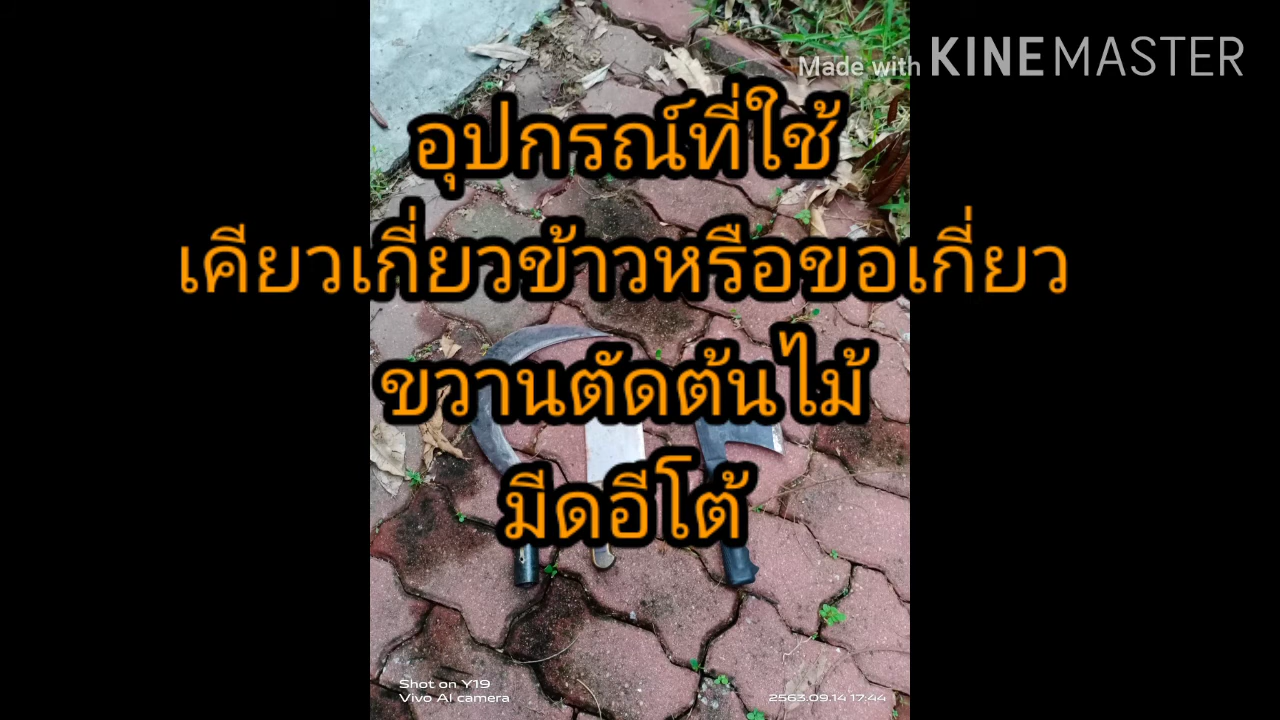 Made with KINEMASTER
อุปกรณ์ที่ใช้
เคียวเกี่ยวข้าวหรือขอเกี่ยว
ขวานตัดต้นไม้
มีดอีโต้
Shot on Y19
Vivo AI camera
2563.09.14 17:44